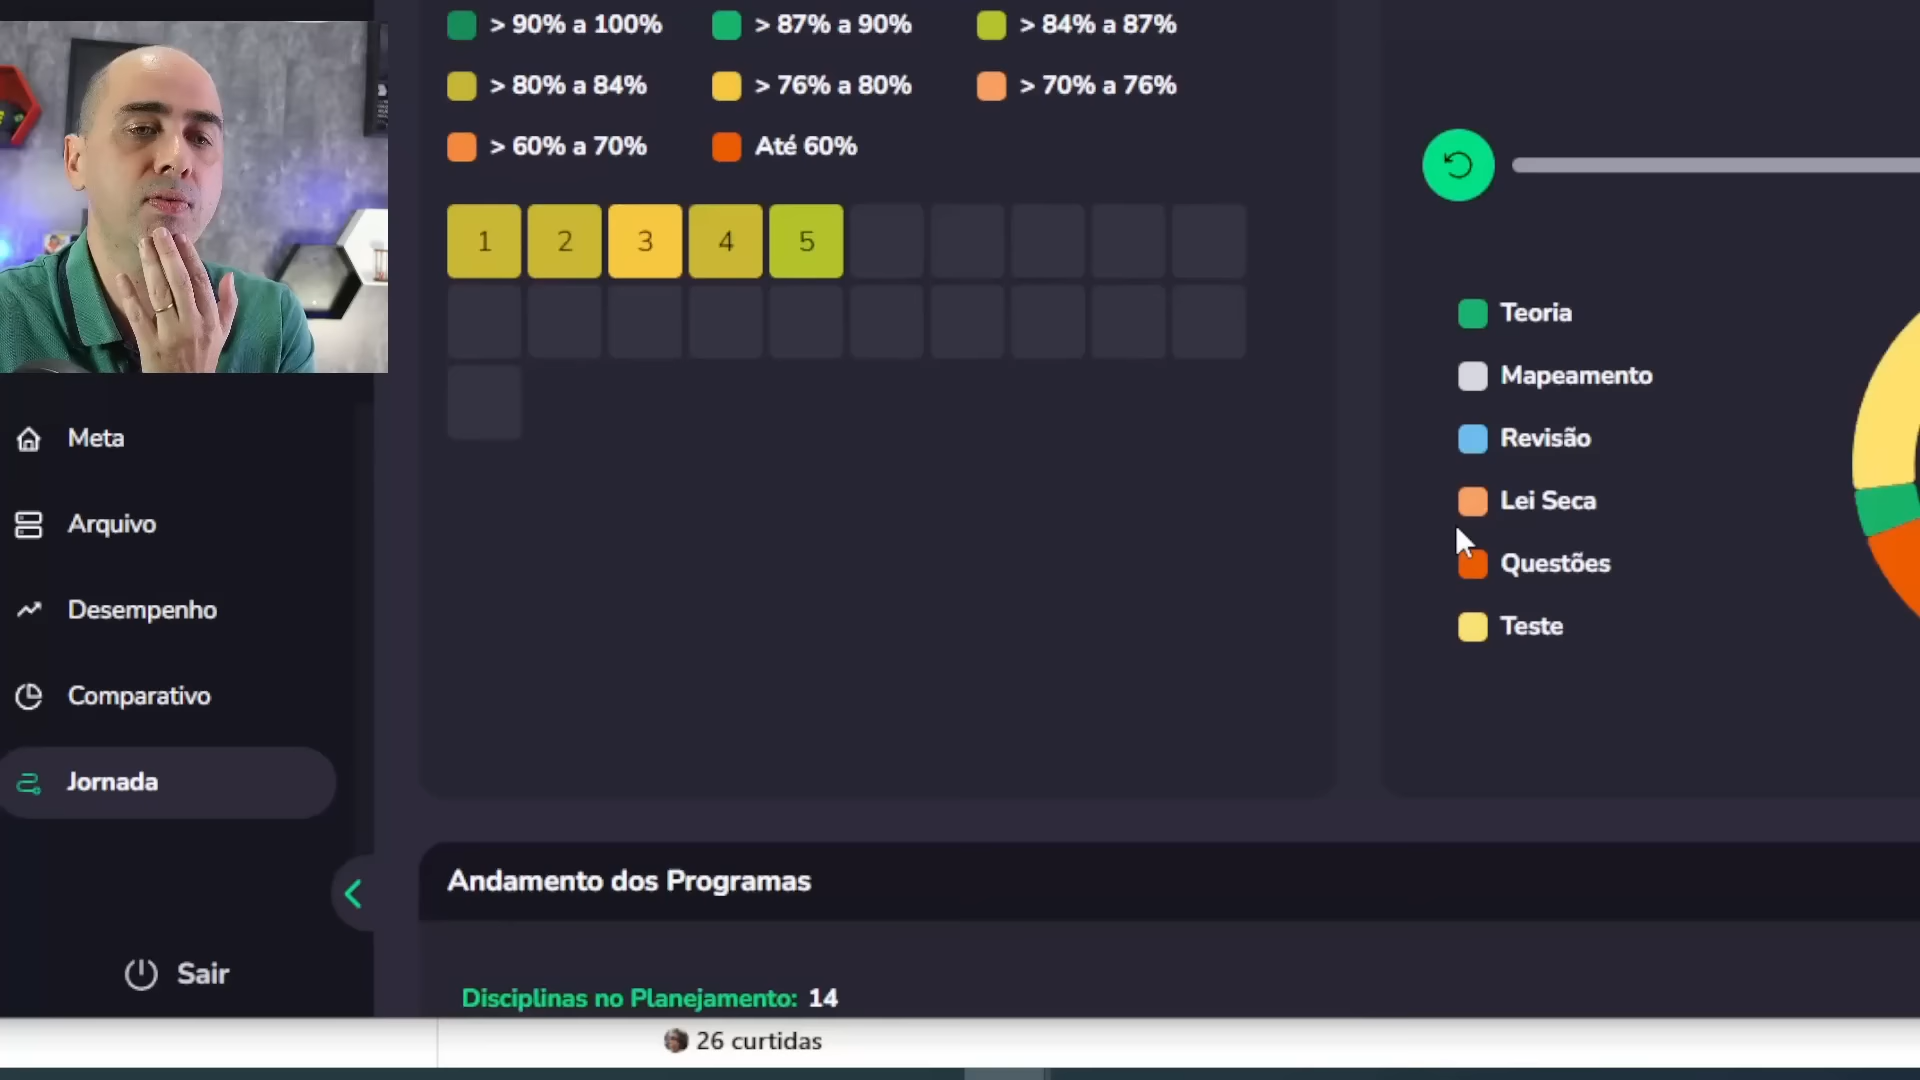 > 90% a 100%
> 87% a 90%
> 84% a 87%
> 80% a 84%
> 76% a 80%
> 70% a 76%
> 60% a 70%
Até 60%
1 2 3 4 5
Teoria
Mapeamento
Revisão
Lei Seca
Questões
Teste
Meta
Arquivo
Desempenho
Comparativo
Jornada
Sair
Andamento dos Programas
Disciplinas no Planejamento: 14
26 curtidas